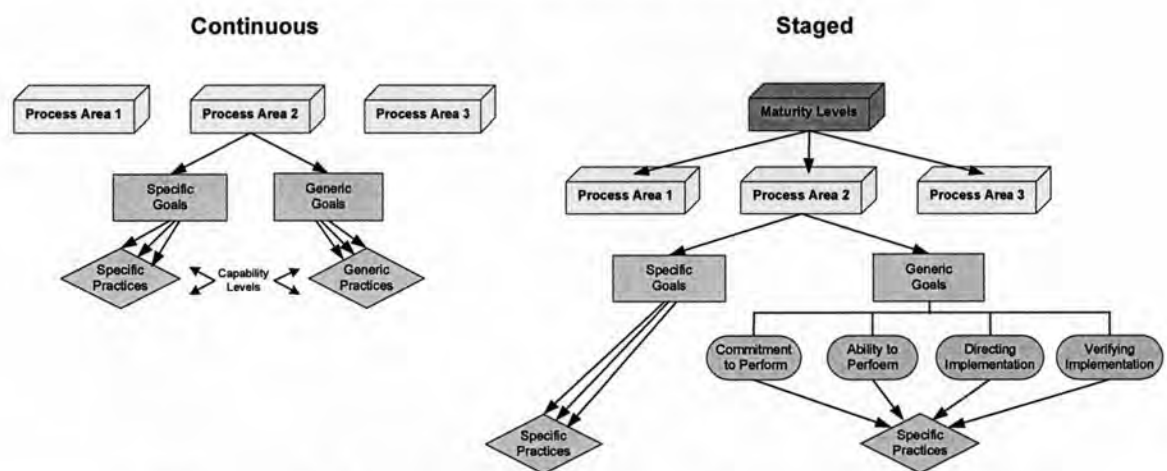 Continuous
Process Area 1
Process Area 2
Process Area 3
Specific
Goals
Generic
Goals
Specific
Practices
Capability
Levels
Generic
Practices
Staged
Maturity Levels
Process Area 1
Process Area 2
Process Area 3
Specific
Goals
Generic
Goals
Commitment
to Perform
Ability to
Perfoem
Directing
Implementation
Verifying
Implementation
Specific
Practices
Specific
Practices